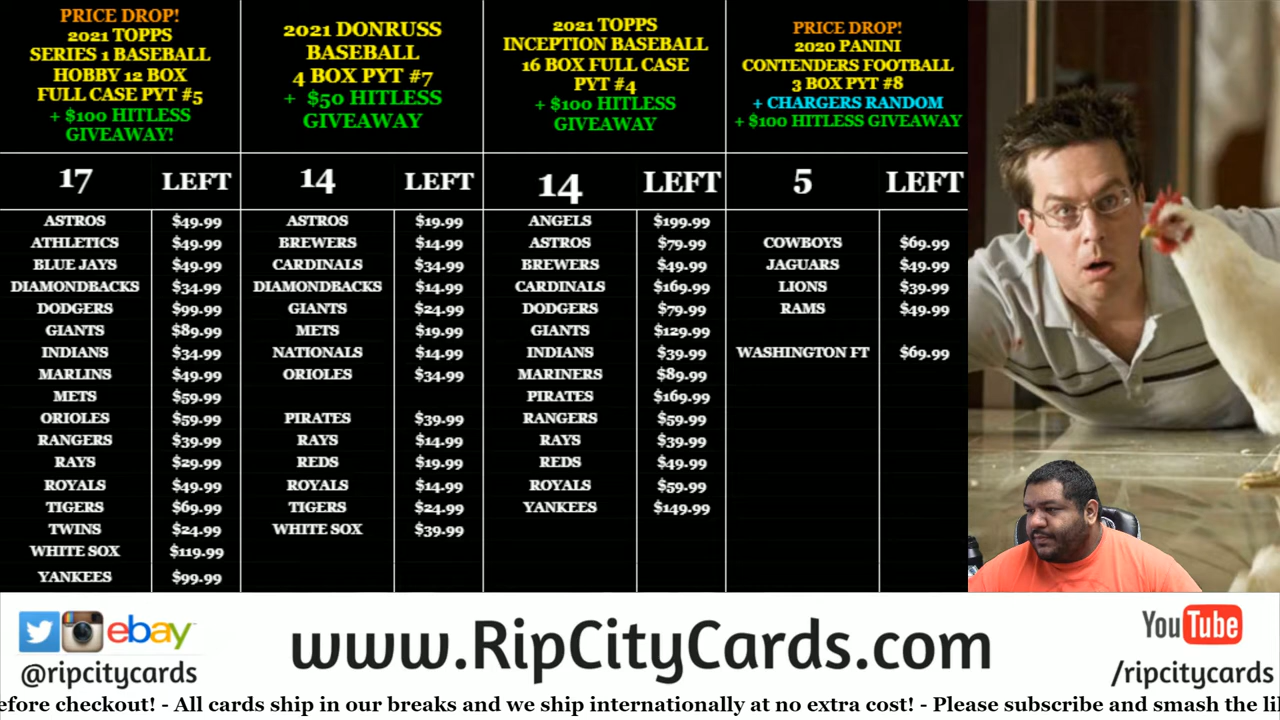 PRICE DROP!
2021 TOPPS
SERIES 1 BASEBALL
HOBBY 12 BOX
FULL CASE PYT #5
+ $100 HITLESS
GIVEAWAY!
17 LEFT
ASTROS $49.99
ATHLETICS $49.99
BLUE JAYS $49.99
DIAMONDBACKS $34.99
DODGERS $99.99
GIANTS $89.99
INDIANS $34.99
MARLINS $49.99
METS $59.99
ORIOLES $59.99
RANGERS $39.99
RAYS $29.99
ROYALS $49.99
TIGERS $69.99
TWINS $24.99
WHITE SOX $119.99
YANKEES $99.99
2021 DONRUSS
BASEBALL
4 BOX PYT #7
+ $50 HITLESS
GIVEAWAY
14 LEFT
ASTROS $19.99
BREWERS $14.99
CARDINALS $34.99
DIAMONDBACKS $14.99
GIANTS $24.99
METS $19.99
NATIONALS $14.99
ORIOLES $34.99
PIRATES $39.99
RAYS $14.99
REDS $19.99
ROYALS $14.99
TIGERS $24.99
WHITE SOX $39.99
2021 TOPPS
INCEPTION BASEBALL
16 BOX FULL CASE
PYT #4
+ $100 HITLESS
GIVEAWAY
14 LEFT
ANGELS $199.99
ASTROS $79.99
BREWERS $49.99
CARDINALS $169.99
DODGERS $79.99
GIANTS $129.99
INDIANS $39.99
MARINERS $89.99
PIRATES $169.99
RANGERS $59.99
RAYS $39.99
REDS $49.99
ROYALS $59.99
YANKEES $149.99
PRICE DROP!
2020 PANINI
CONTENDERS FOOTBALL
3 BOX PYT #8
+ CHARGERS RANDOM
+ $100 HITLESS GIVEAWAY
5 LEFT
COWBOYS $69.99
JAGUARS $49.99
LIONS $39.99
RAMS $49.99
WASHINGTON FT $69.99
ebay
@ripcitycards
www.RipCityCards.com
YouTube
/ripcitycards
efore checkout! - All cards ship in our breaks and we ship internationally at no extra cost! - Please subscribe and smash the li